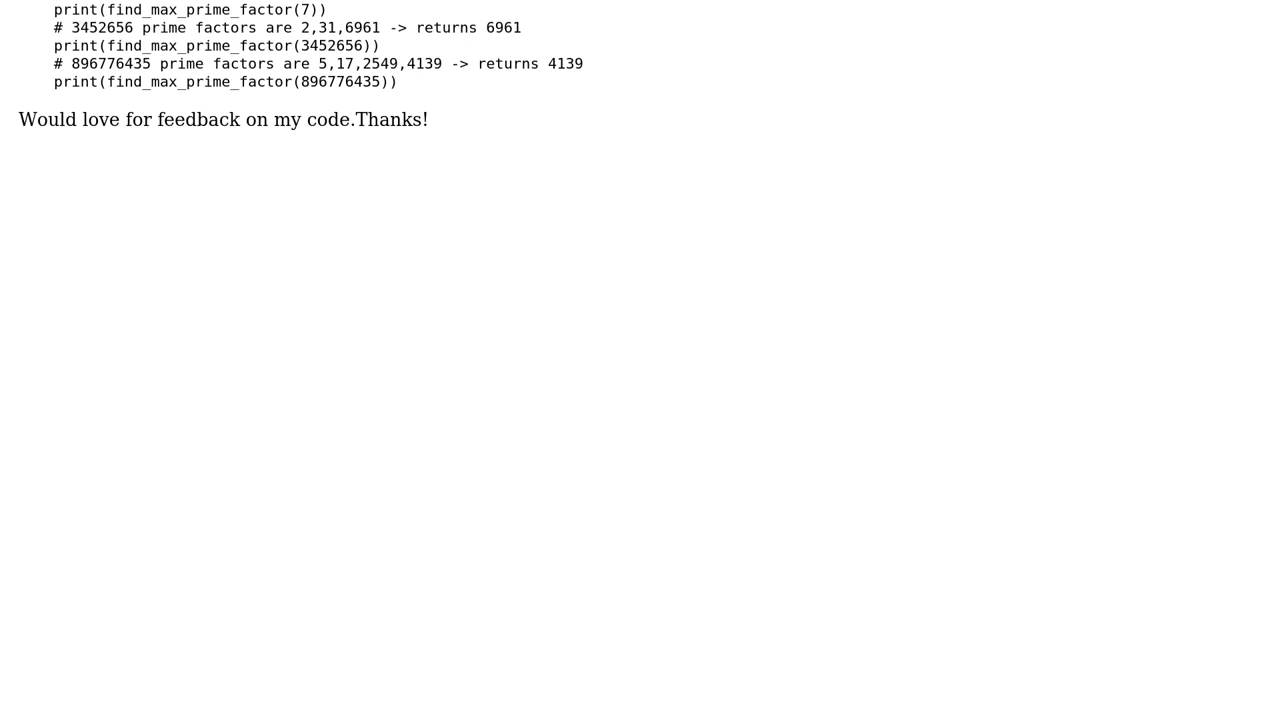 print(find_max_prime_factor(7))
# 3452656 prime factors are 2,31,6961 -> returns 6961
print(find_max_prime_factor(3452656))
# 896776435 prime factors are 5,17,2549,4139 -> returns 4139
print(find_max_prime_factor(896776435))
Would love for feedback on my code.Thanks!